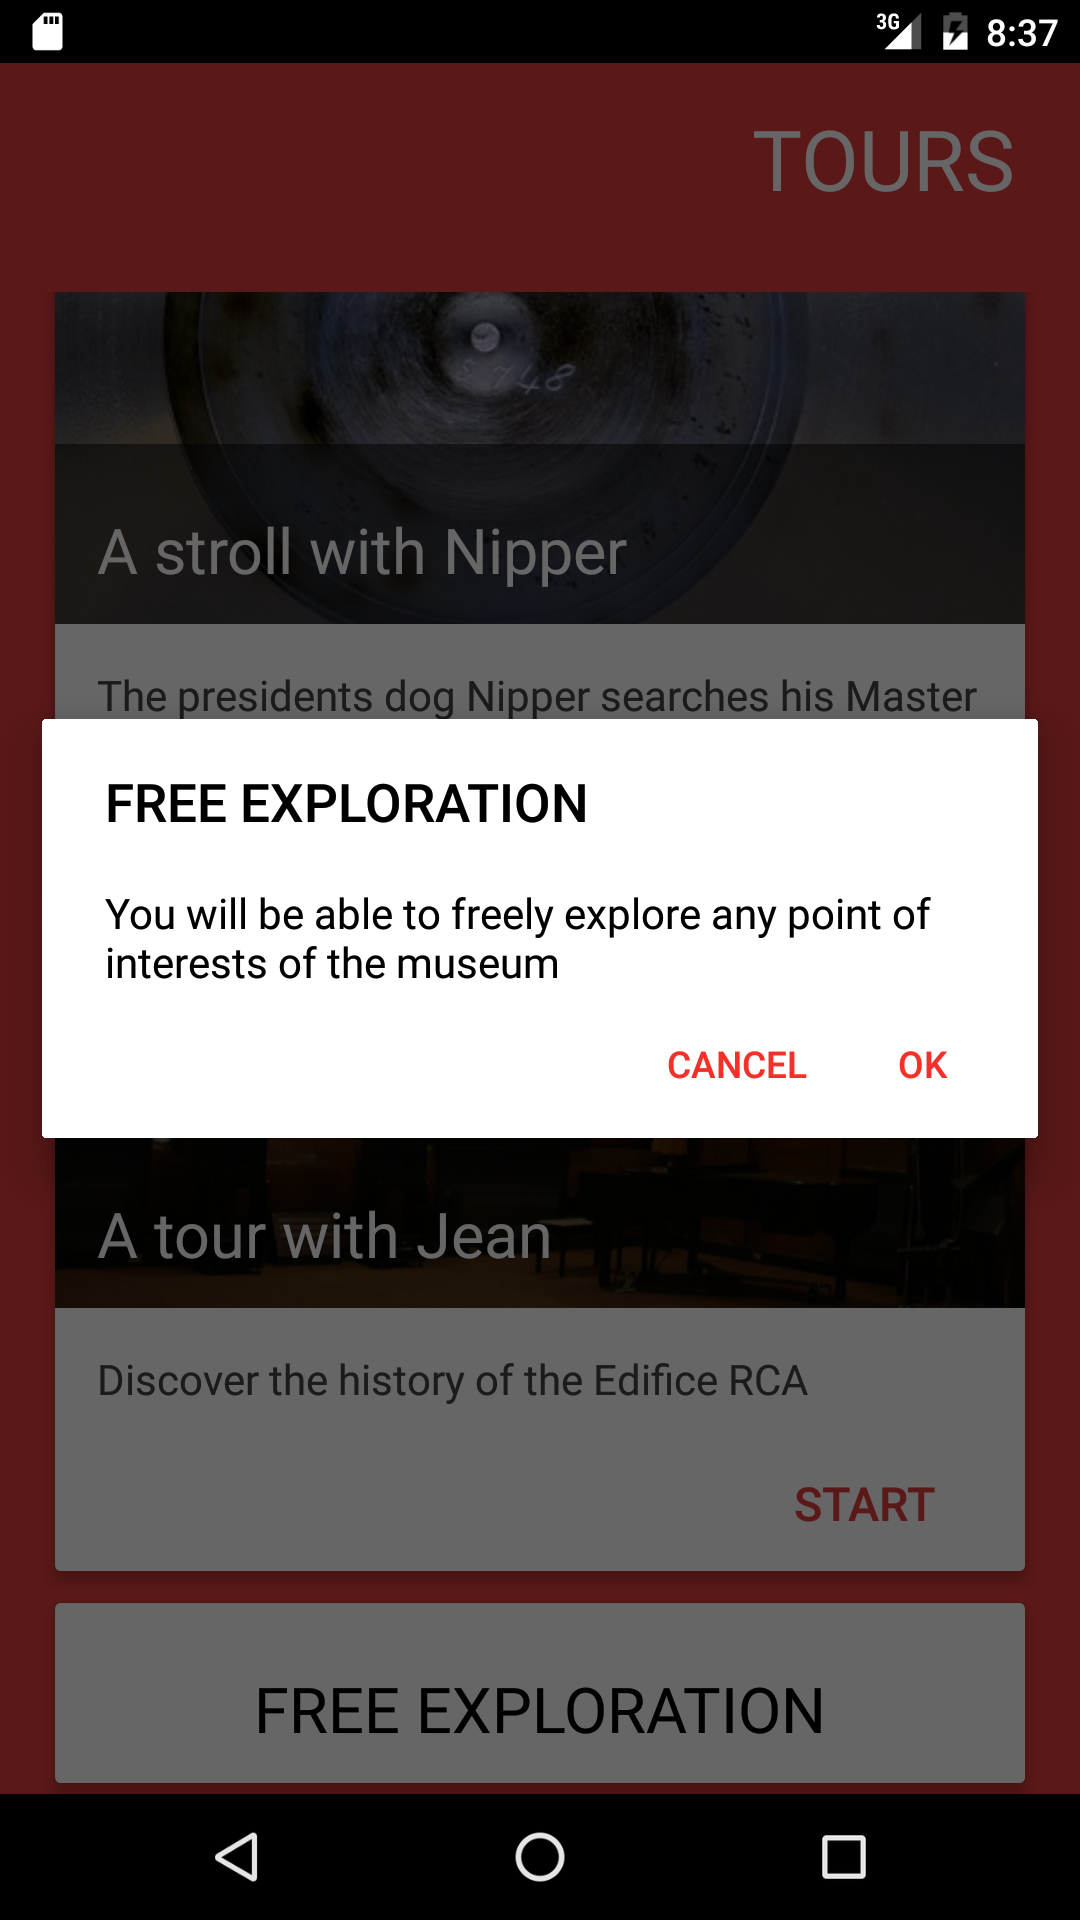 3G 8:37
TOURS
S 748
A stroll with Nipper
The presidents dog Nipper searches his Master
FREE EXPLORATION
You will be able to freely explore any point of
interests of the museum
CANCEL OK
A tour with Jean
Discover the history of the Edifice RCA
START
FREE EXPLORATION